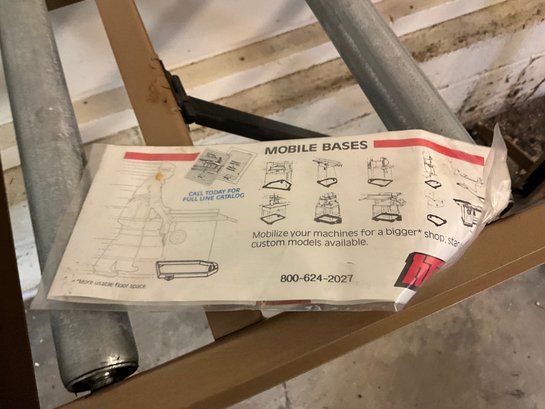 MOBILE BASES
CALL TODAY FOR
FULL LINE CATALOG
Mobilize your machines for a bigger* shop,
custom models available.
800-624-2027
*More usable floor space